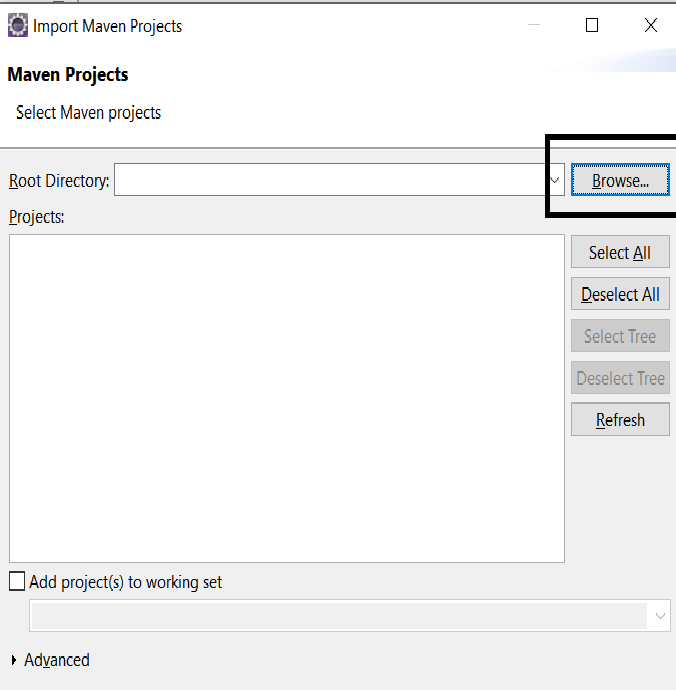 Import Maven Projects
Maven Projects
Select Maven projects
Root Directory:
Browse...
Projects:
Select All
Deselect All
Select Tree
Deselect Tree
Refresh
Add project(s) to working set
Advanced